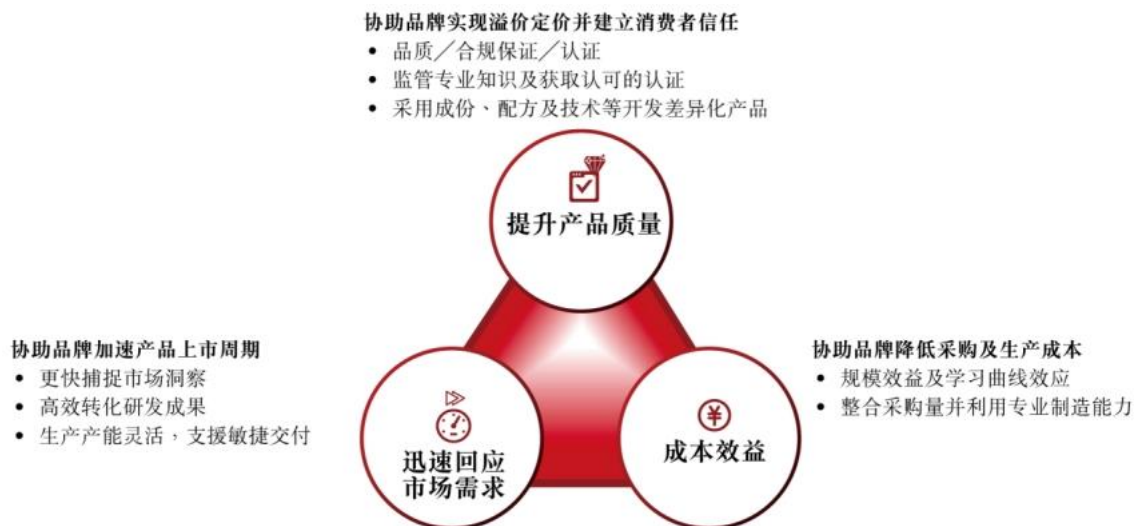 协助品牌实现溢价定价并建立消费者信任
• 品质／合规保证／认证
• 监管专业知识及获取认可的认证
• 采用成份、配方及技术等开发差异化产品
提升产品质量
协助品牌加速产品上市周期
• 更快捕捉市场洞察
• 高效转化研发成果
• 生产产能灵活，支援敏捷交付
迅速回应
市场需求
协助品牌降低采购及生产成本
• 规模效益及学习曲线效应
• 整合采购量并利用专业制造能力
¥
成本效益